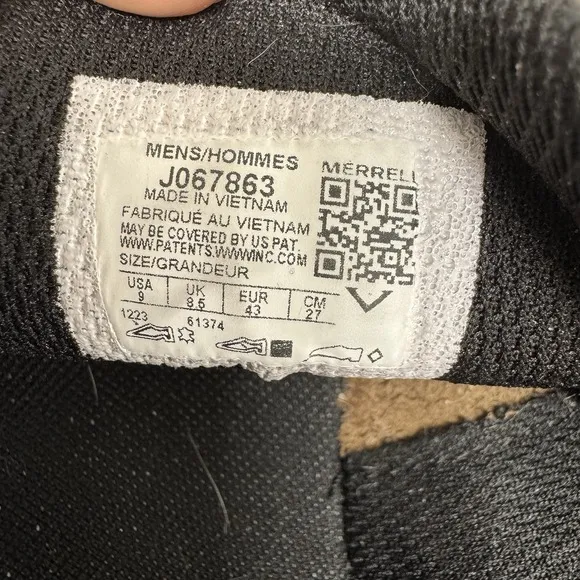 MENS/HOMMES
MERRELL
J067863
MADE IN VIETNAM
FABRIQUÉ AU VIETNAM
MAY BE COVERED BY US PAT.
WWW.PATENTS.WWWINC.COM
SIZE/GRANDEUR
USA UK EUR CM
9 8.5 43 27
1223 61374